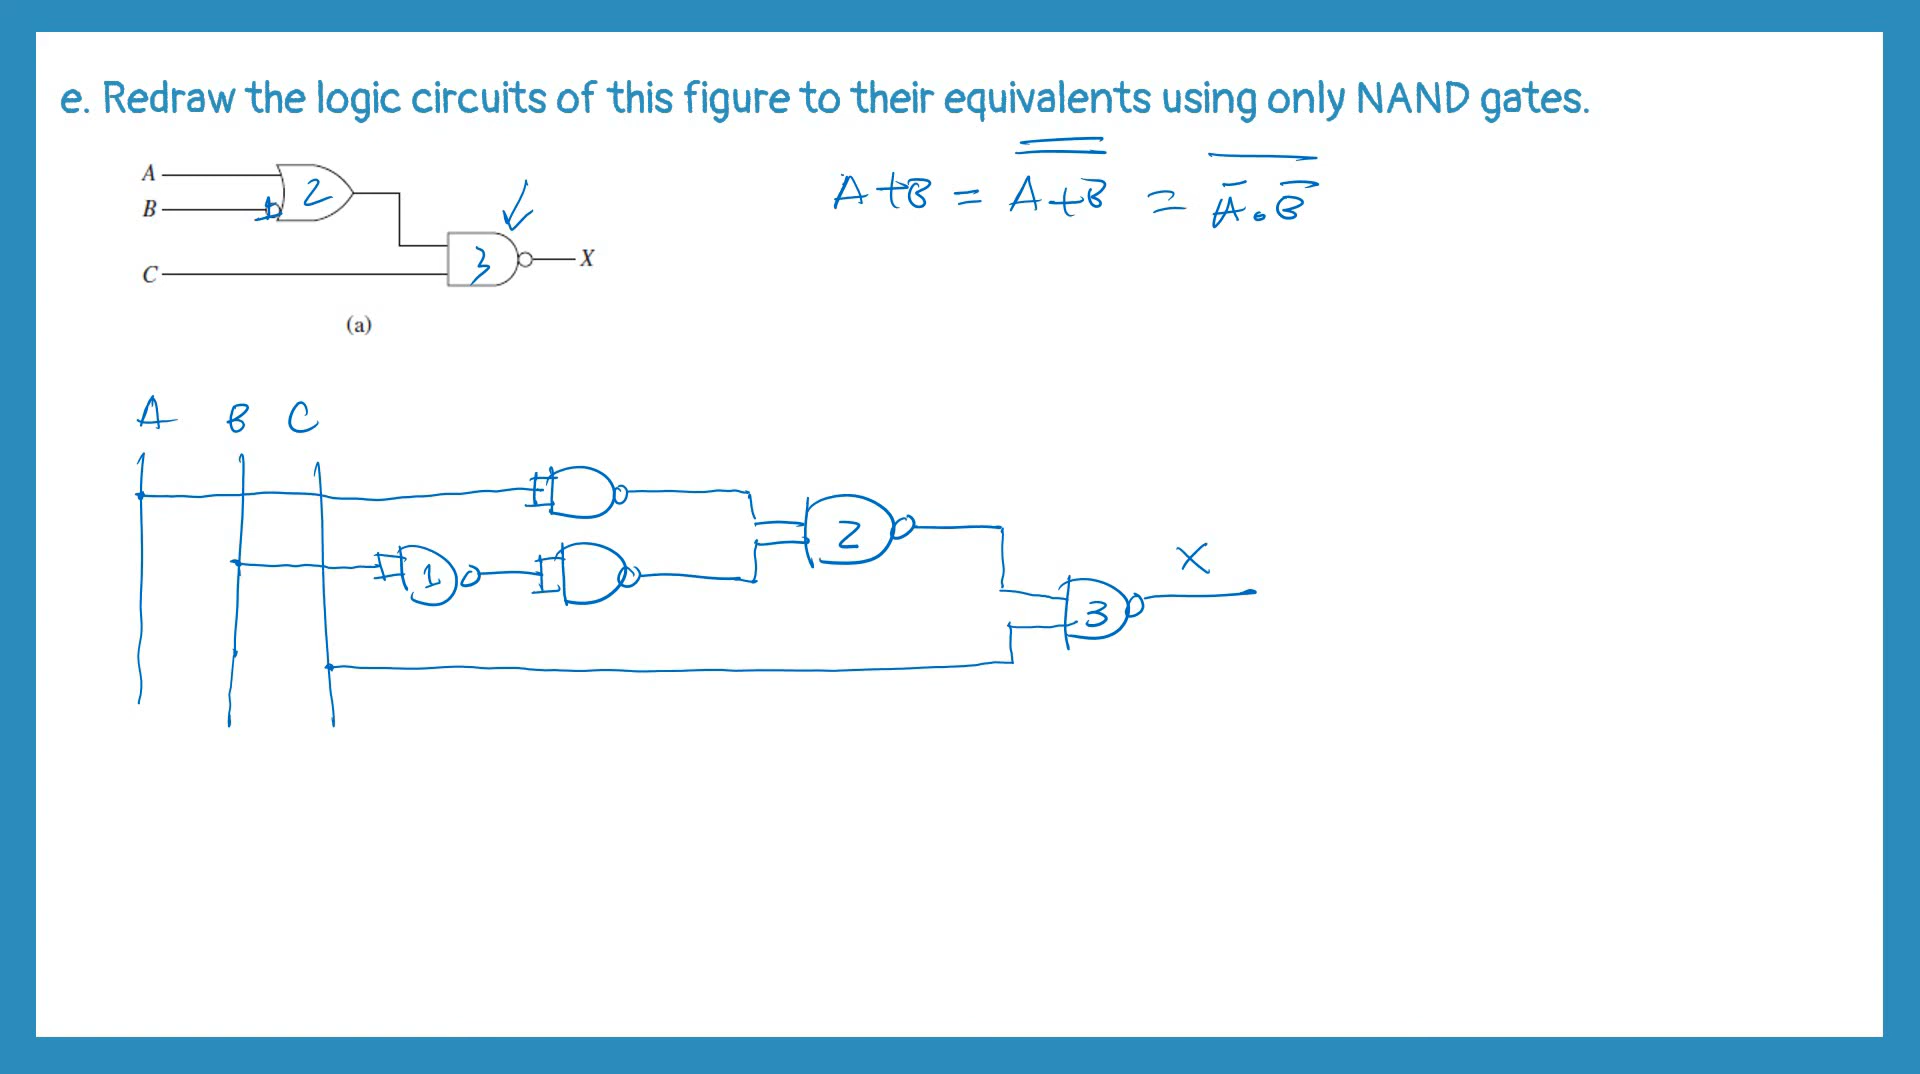 e. Redraw the logic circuits of this figure to their equivalents using only NAND gates.
A
B
C
2
3
X
(a)
A+B = A̿+̿B̿ = \overline{A̅.B̅}
A B C
1
2
3
X